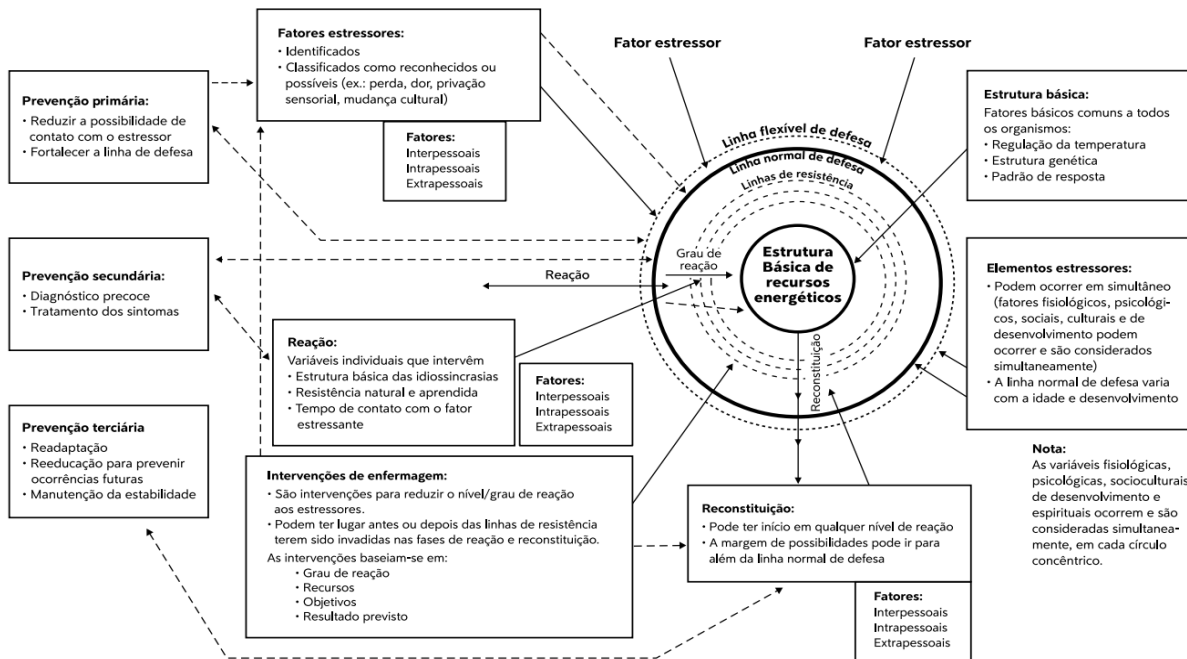 Fatores estressores:
• Identificados
• Classificados como reconhecidos ou
possíveis (ex.: perda, dor, privação
sensorial, mudança cultural)
Fatores:
Interpessoais
Intrapessoais
Extrapessoais
Prevenção primária:
• Reduzir a possibilidade de
contato com o estressor
• Fortalecer a linha de defesa
Prevenção secundária:
• Diagnóstico precoce
• Tratamento dos sintomas
Prevenção terciária
• Readaptação
• Reeducação para prevenir
ocorrências futuras
• Manutenção da estabilidade
Reação:
Variáveis individuais que intervêm
• Estrutura básica das idiossincrasias
• Resistência natural e aprendida
• Tempo de contato com o fator
estressante
Fatores:
Interpessoais
Intrapessoais
Extrapessoais
Intervenções de enfermagem:
• São intervenções para reduzir o nível/grau de reação
aos estressores.
• Podem ter lugar antes ou depois das linhas de resistência
terem sido invadidas nas fases de reação e reconstituição.
As intervenções baseiam-se em:
• Grau de reação
• Recursos
• Objetivos
• Resultado previsto
Fator estressor
Fator estressor
Linha flexível de defesa
Linha normal de defesa
Linhas de resistência
Reação
Grau de
reação
Estrutura
Básica de
recursos
energéticos
Reconstituição
Reconstituição:
• Pode ter início em qualquer nível de reação
• A margem de possibilidades pode ir para
além da linha normal de defesa
Fatores:
Interpessoais
Intrapessoais
Extrapessoais
Estrutura básica:
Fatores básicos comuns a todos
os organismos:
• Regulação da temperatura
• Estrutura genética
• Padrão de resposta
Elementos estressores:
• Podem ocorrer em simultâneo
(fatores fisiológicos, psicológi-
cos, sociais, culturais e de
desenvolvimento podem
ocorrer e são considerados
simultaneamente)
• A linha normal de defesa varia
com a idade e desenvolvimento
Nota:
As variáveis fisiológicas,
psicológicas, socioculturais
de desenvolvimento e
espirituais ocorrem e são
consideradas simultanea-
mente, em cada círculo
concêntrico.